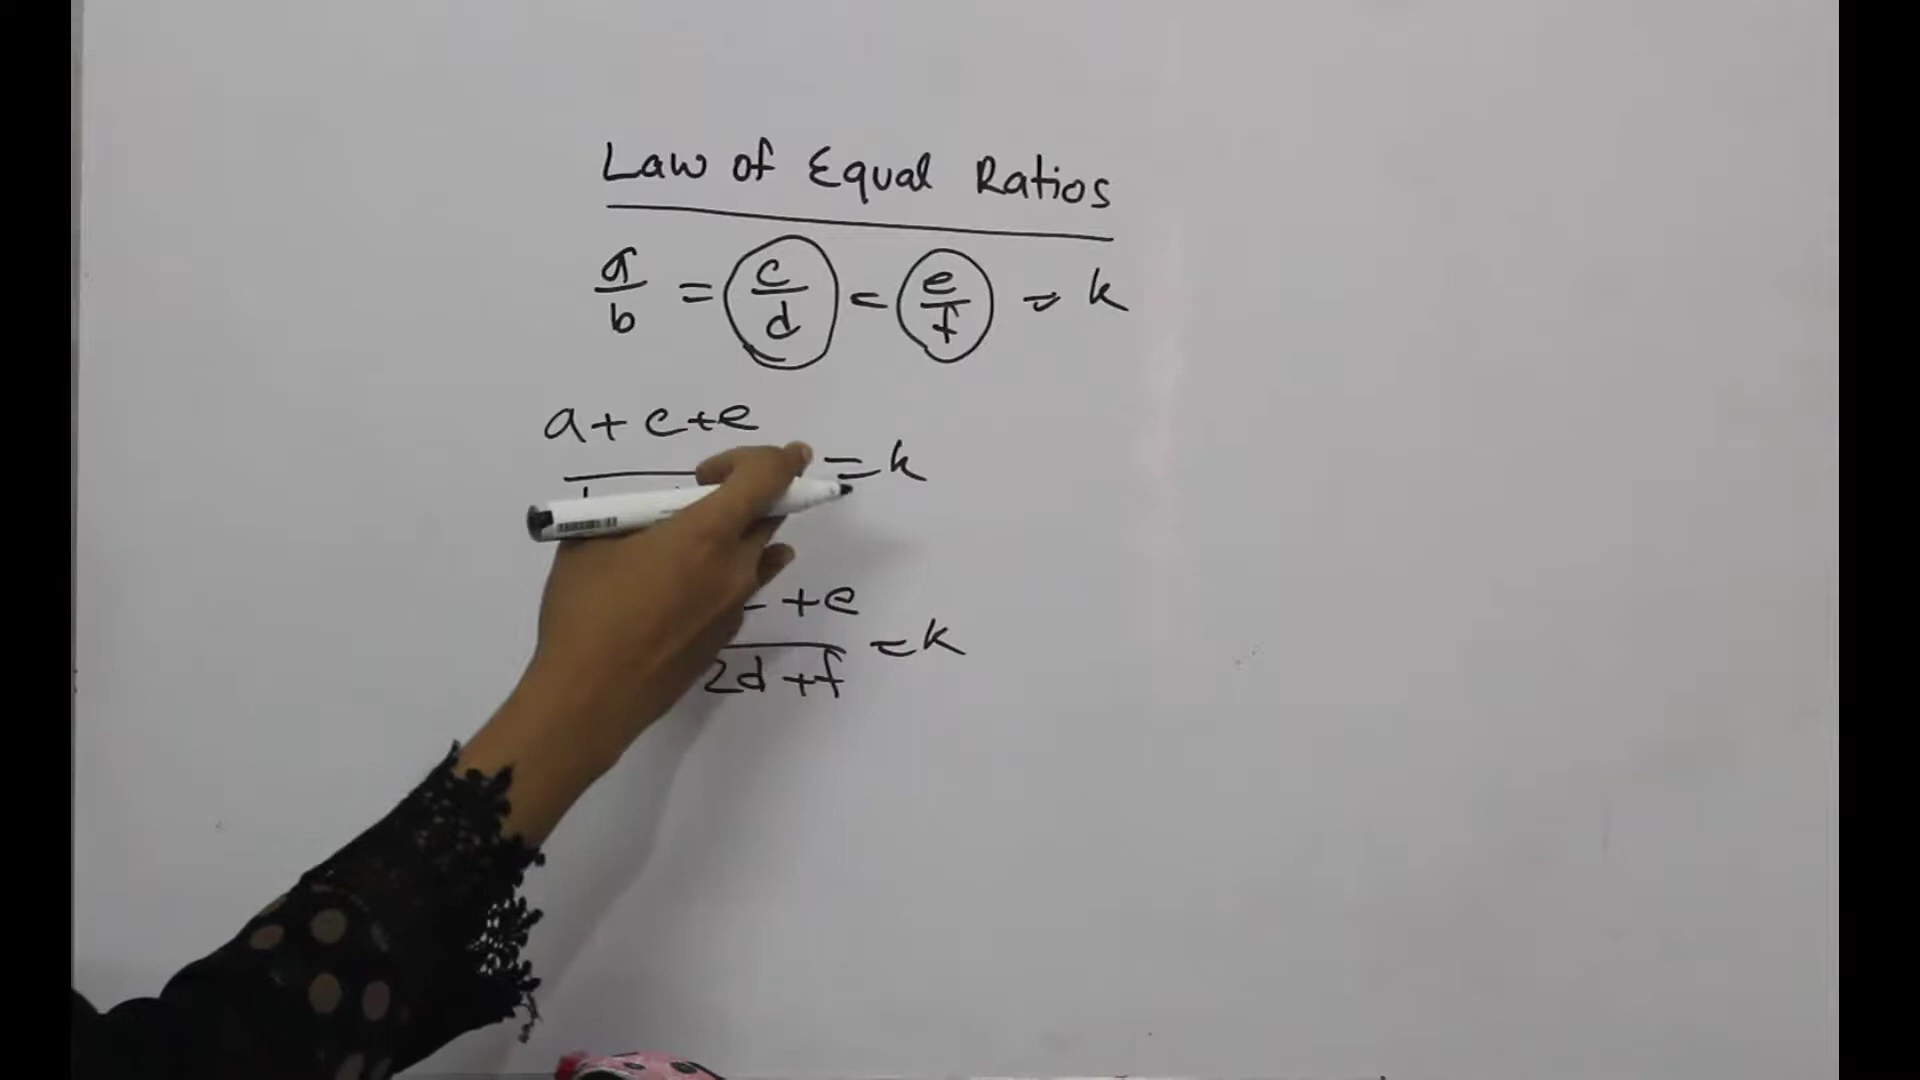 Law of Equal Ratios
a/b = c/d = e/f = k
a+c+e = k
+e
2d+f = k